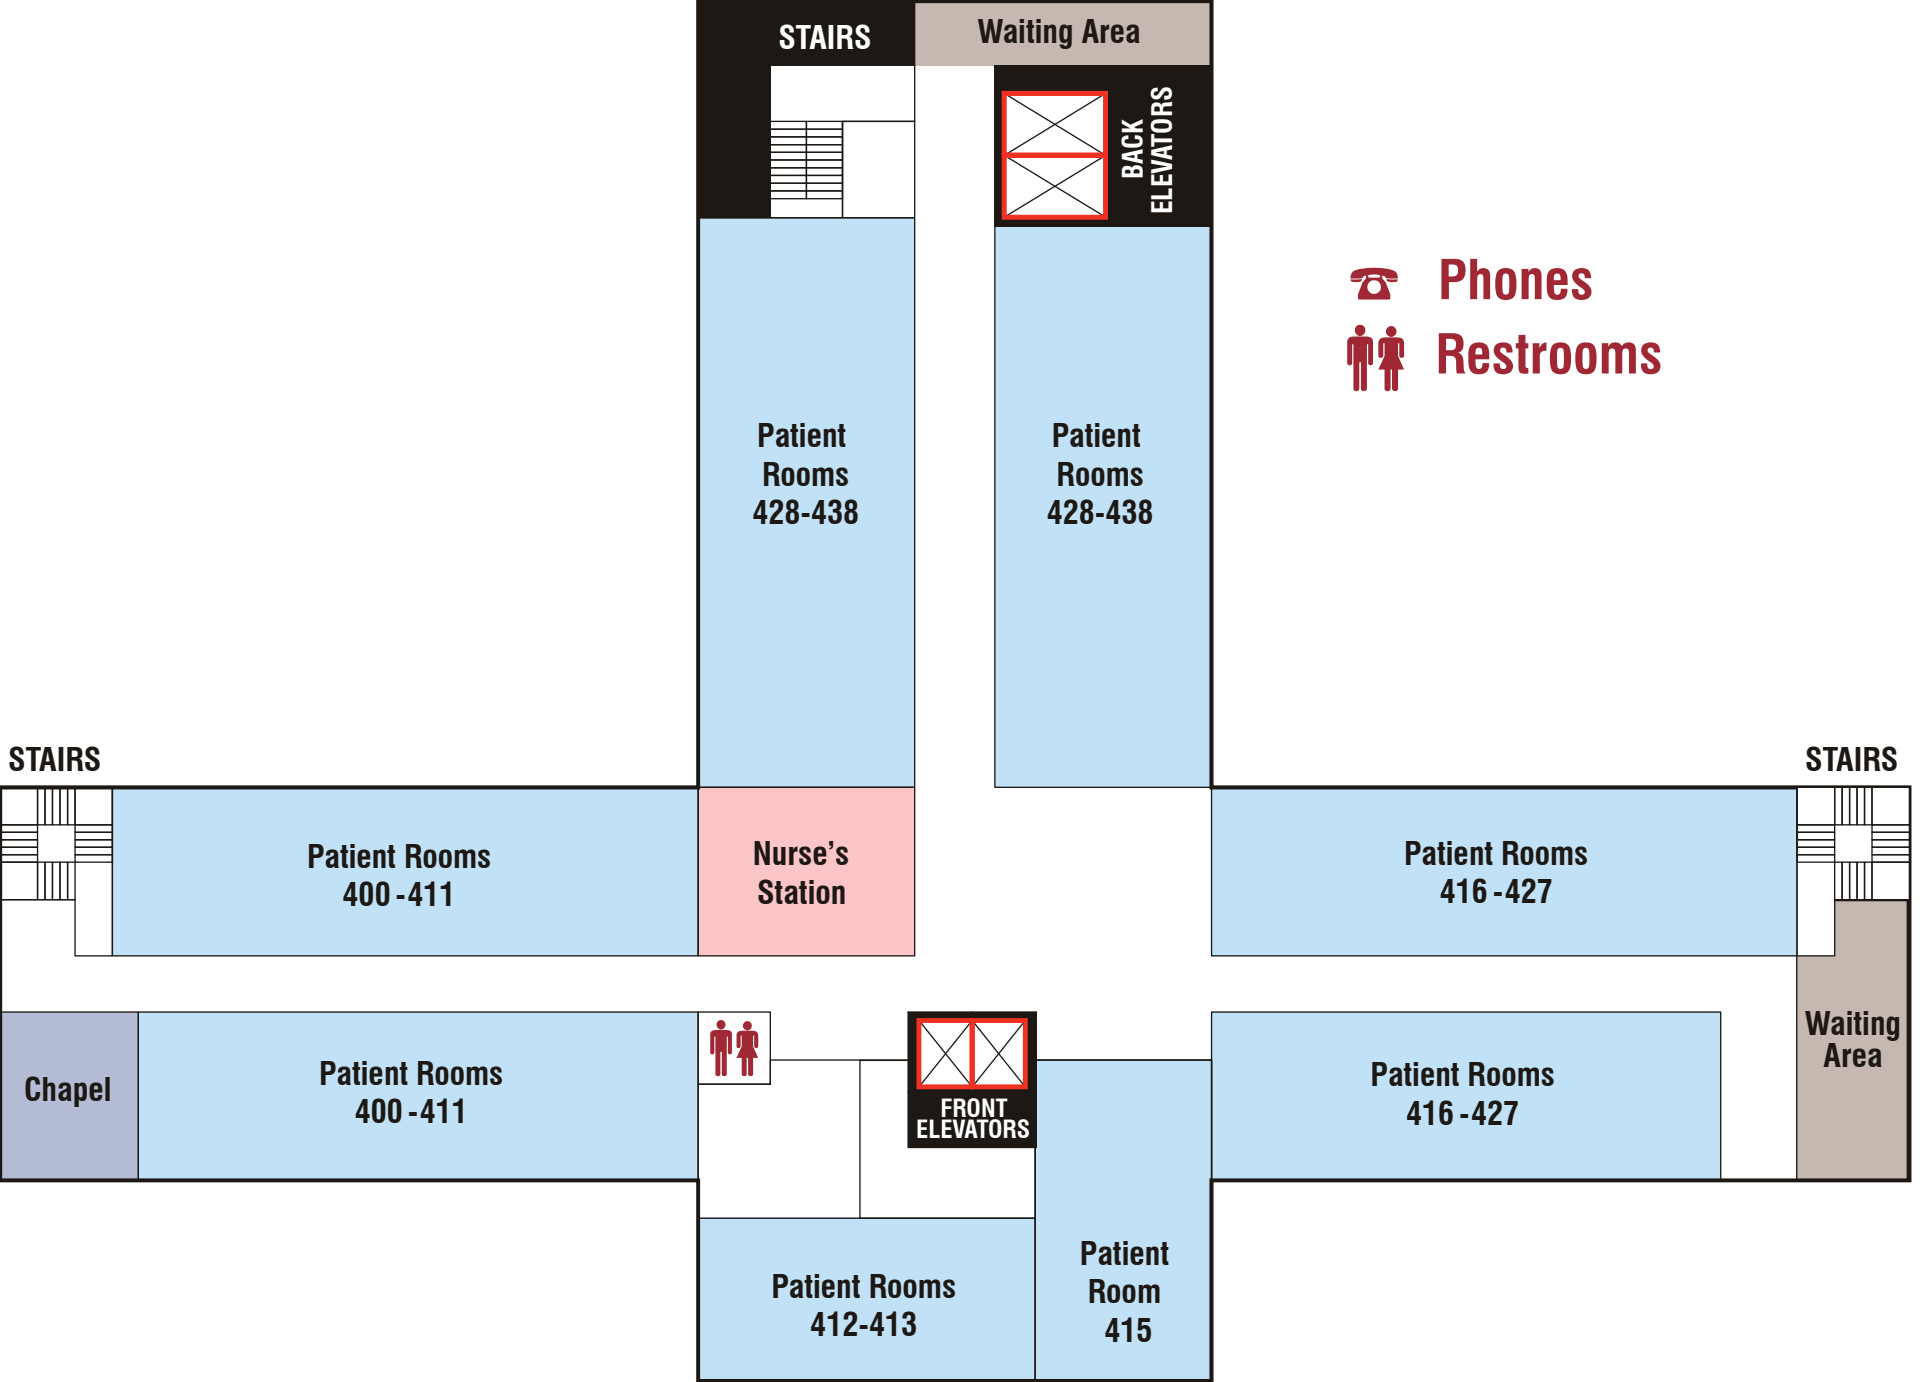 STAIRS
Waiting Area
BACK
ELEVATORS
Phones
Restrooms
Patient
Rooms
428-438
Patient
Rooms
428-438
STAIRS
STAIRS
Patient Rooms
400-411
Nurse's
Station
Patient Rooms
416-427
Chapel
Patient Rooms
400-411
FRONT
ELEVATORS
Patient Rooms
416-427
Waiting
Area
Patient Rooms
412-413
Patient
Room
415